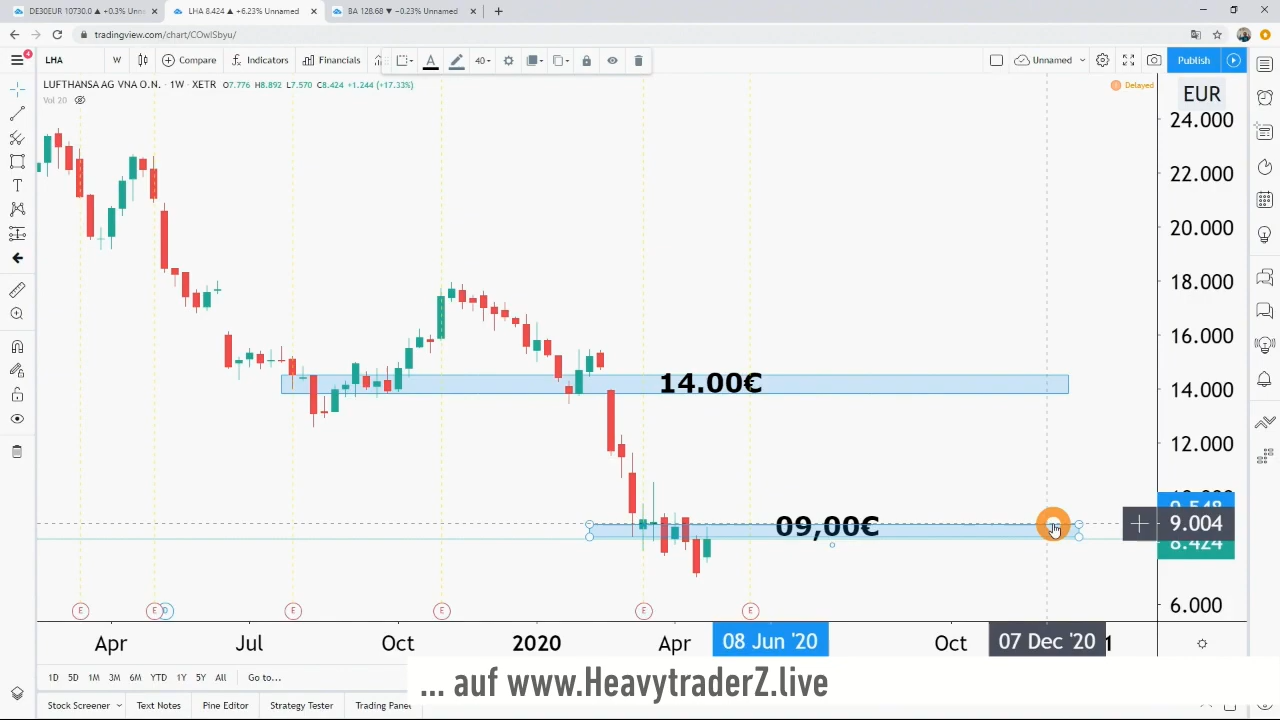 DE30EUR 10730.0 ▲ +0.3% Unna
LHA 8.424 ▲ +6.23% Unnamed
BA 128.68 ▼ −0.23% Unnamed
tradingview.com/chart/COwlSbyu/
4
LHA
W
Compare
Indicators
Financials
40
Unnamed
Publish
LUFTHANSA AG VNA O.N. · 1W · XETR O7.776 H8.892 L7.570 C8.424 +1.244 (+17.33%)
Delayed
EUR
Vol 20
24.000
22.000
20.000
18.000
16.000
14.00€
14.000
12.000
09,00€
9.004
8.424
6.000
E
E
D
E
E
E
E
Apr
Jul
Oct
2020
Apr
08 Jun '20
Oct
07 Dec '20
1D 5D 1M 3M 6M YTD 1Y 5Y All
Go to...
... auf www.HeavytraderZ.live
Stock Screener
Text Notes
Pine Editor
Strategy Tester
Trading Panel